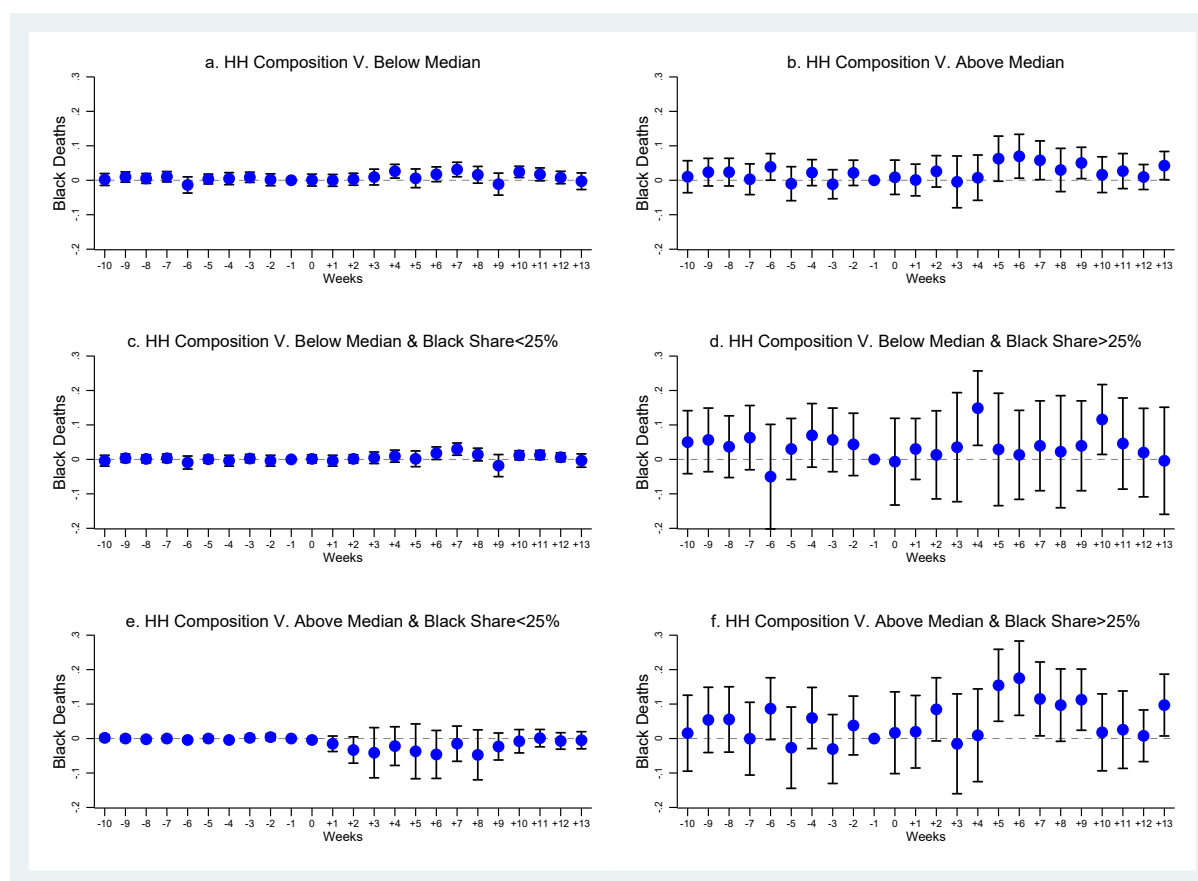 a. HH Composition V. Below Median
Black Deaths
-.2 -.1 0 .1 .2 .3
-10 -9 -8 -7 -6 -5 -4 -3 -2 -1 0 +1 +2 +3 +4 +5 +6 +7 +8 +9 +10 +11 +12 +13
Weeks
b. HH Composition V. Above Median
Black Deaths
-.2 -.1 0 .1 .2 .3
-10 -9 -8 -7 -6 -5 -4 -3 -2 -1 0 +1 +2 +3 +4 +5 +6 +7 +8 +9 +10 +11 +12 +13
Weeks
c. HH Composition V. Below Median & Black Share<25%
Black Deaths
-.2 -.1 0 .1 .2 .3
-10 -9 -8 -7 -6 -5 -4 -3 -2 -1 0 +1 +2 +3 +4 +5 +6 +7 +8 +9 +10 +11 +12 +13
Weeks
d. HH Composition V. Below Median & Black Share>25%
Black Deaths
-.2 -.1 0 .1 .2 .3
-10 -9 -8 -7 -6 -5 -4 -3 -2 -1 0 +1 +2 +3 +4 +5 +6 +7 +8 +9 +10 +11 +12 +13
Weeks
e. HH Composition V. Above Median & Black Share<25%
Black Deaths
-.2 -.1 0 .1 .2 .3
-10 -9 -8 -7 -6 -5 -4 -3 -2 -1 0 +1 +2 +3 +4 +5 +6 +7 +8 +9 +10 +11 +12 +13
Weeks
f. HH Composition V. Above Median & Black Share>25%
Black Deaths
-.2 -.1 0 .1 .2 .3
-10 -9 -8 -7 -6 -5 -4 -3 -2 -1 0 +1 +2 +3 +4 +5 +6 +7 +8 +9 +10 +11 +12 +13
Weeks